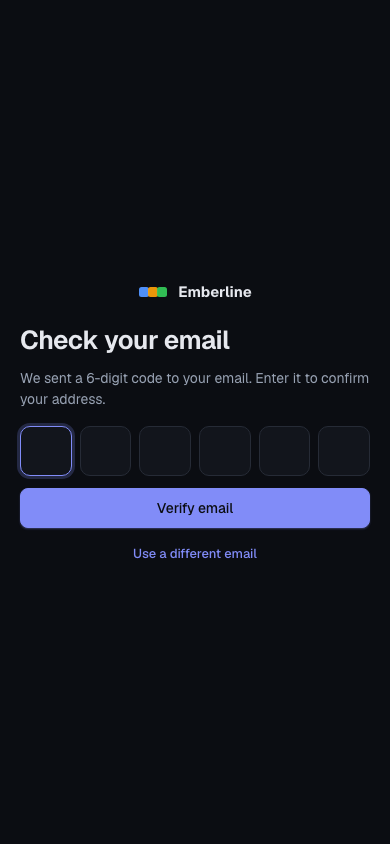 Emberline
Check your email
We sent a 6-digit code to your email. Enter it to confirm
your address.
Verify email
Use a different email